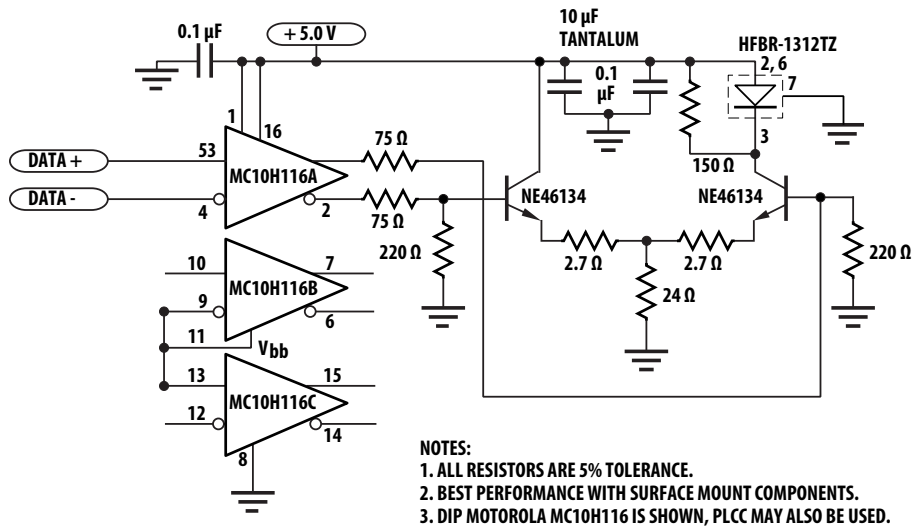 0.1 µF
+ 5.0 V
10 µF
TANTALUM
HFBR-1312TZ
2, 6
7
0.1
µF
1
16
3
53
75 Ω
150 Ω
DATA +
MC10H116A
NE46134
NE46134
DATA -
4
2
75 Ω
220 Ω
2.7 Ω
2.7 Ω
220 Ω
10
7
MC10H116B
24 Ω
9
6
11
Vbb
13
15
MC10H116C
12
14
8
NOTES:
1. ALL RESISTORS ARE 5% TOLERANCE.
2. BEST PERFORMANCE WITH SURFACE MOUNT COMPONENTS.
3. DIP MOTOROLA MC10H116 IS SHOWN, PLCC MAY ALSO BE USED.